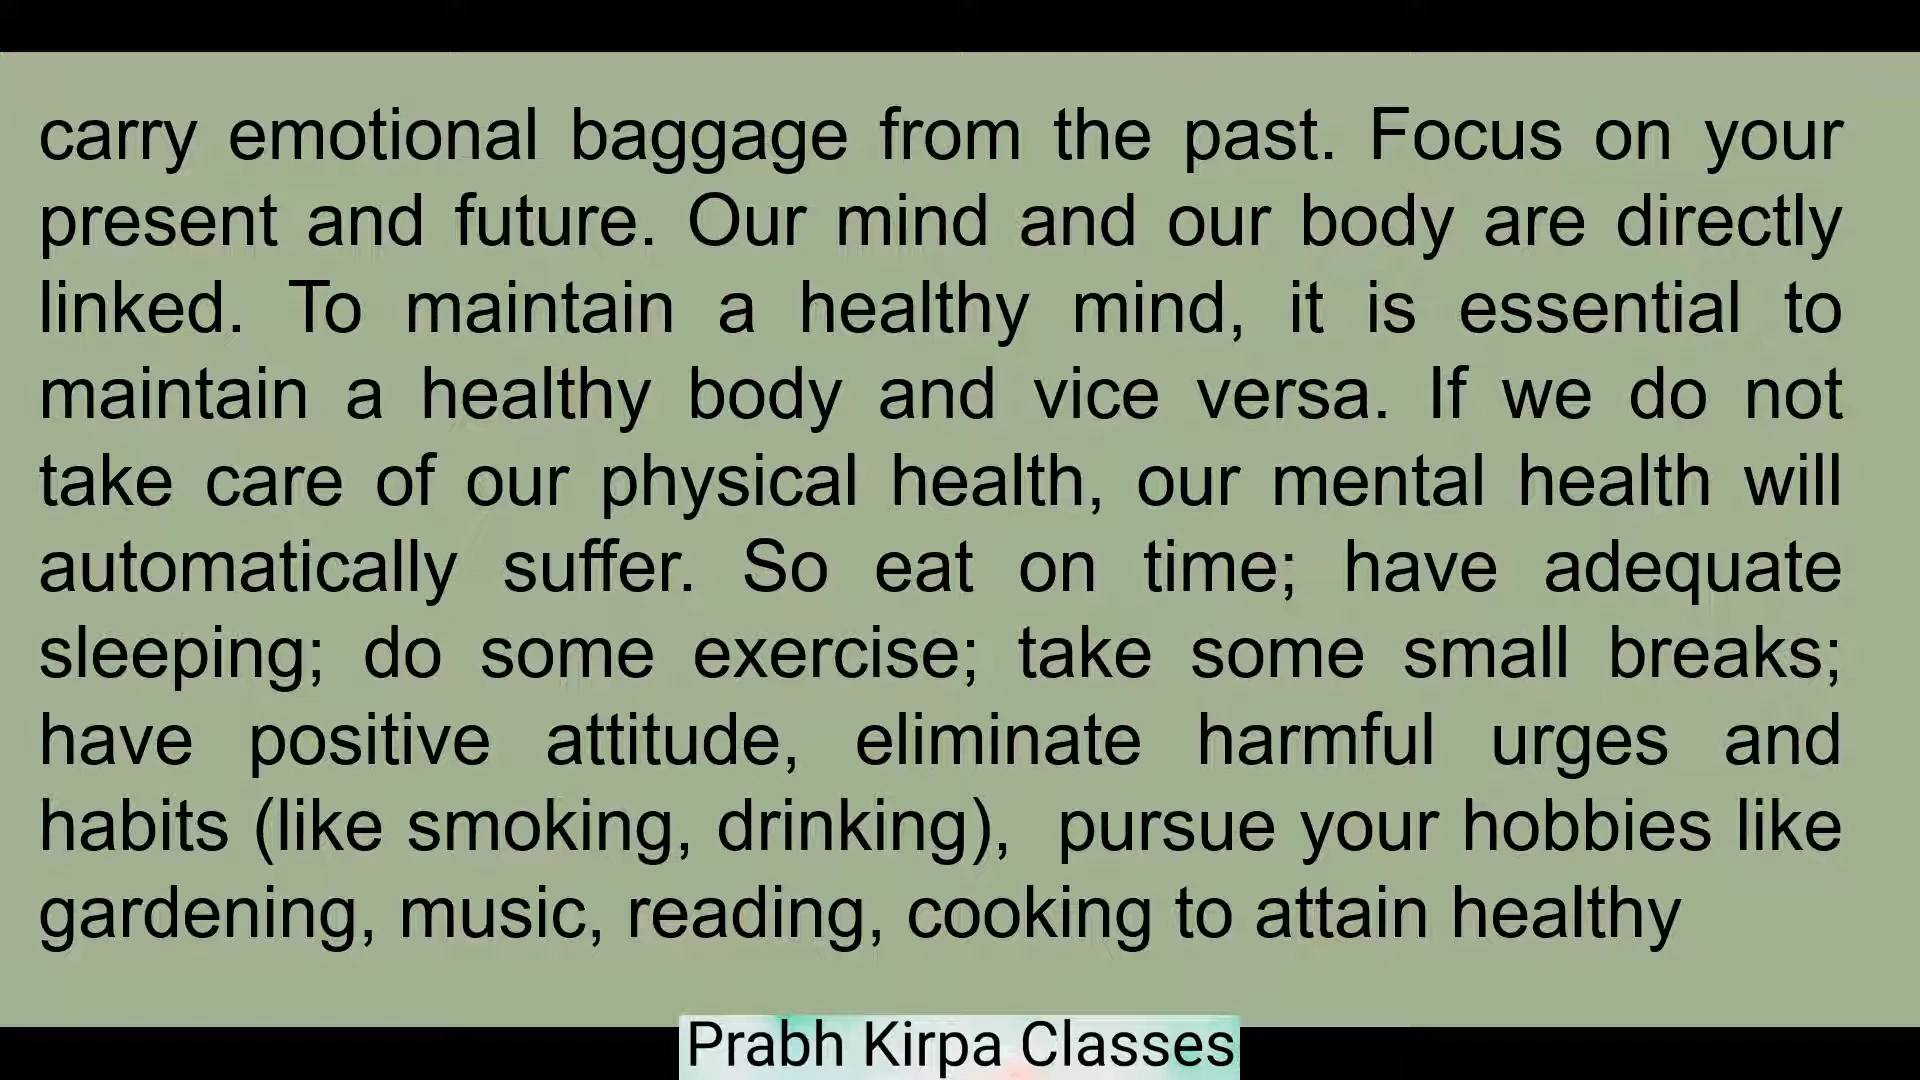 carry emotional baggage from the past. Focus on your
present and future. Our mind and our body are directly
linked. To maintain a healthy mind, it is essential to
maintain a healthy body and vice versa. If we do not
take care of our physical health, our mental health will
automatically suffer. So eat on time; have adequate
sleeping; do some exercise; take some small breaks;
have positive attitude, eliminate harmful urges and
habits (like smoking, drinking),  pursue your hobbies like
gardening, music, reading, cooking to attain healthy
Prabh Kirpa Classes